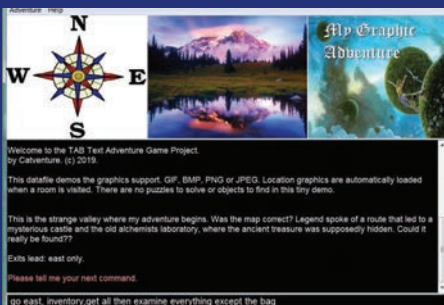 Adventure Help
N
W E
S
My Graphic
Adventure
Welcome to the TAB Text Adventure Game Project.
by Catventure. (c) 2019.
This datafile demos the graphics support. GIF, BMP, PNG or JPEG. Location graphics are automatically loaded
when a room is visited. There are no puzzles to solve or objects to find in this tiny demo.
This is the strange valley where my adventure begins. Was the map correct? Legend spoke of a route that led to a
mysterious castle and the old alchemists laboratory, where the ancient treasure was supposedly hidden. Could it
really be found??
Exits lead: east only.
Please tell me your next command.
go east, inventory,get all then examine everything except the bag